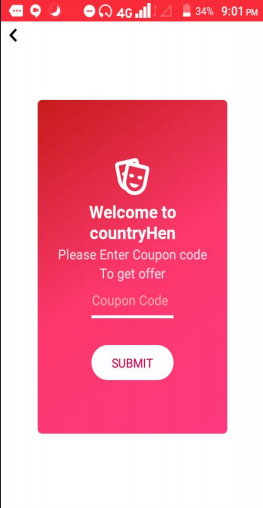 4G 34% 9:01 PM
Welcome to
countryHen
Please Enter Coupon code
To get offer
Coupon Code
SUBMIT